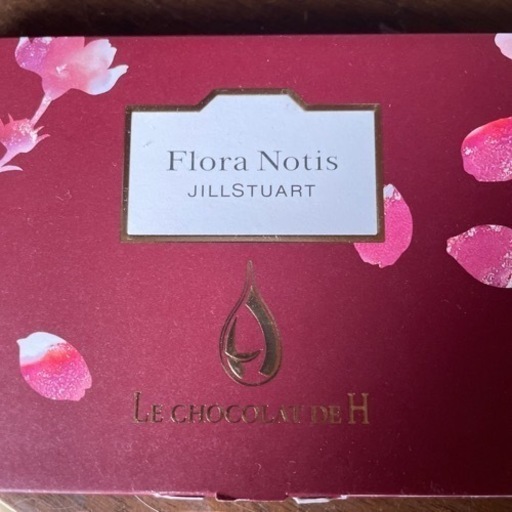 Flora Notis
JILLSTUART
LE CHOCOLAT DE H